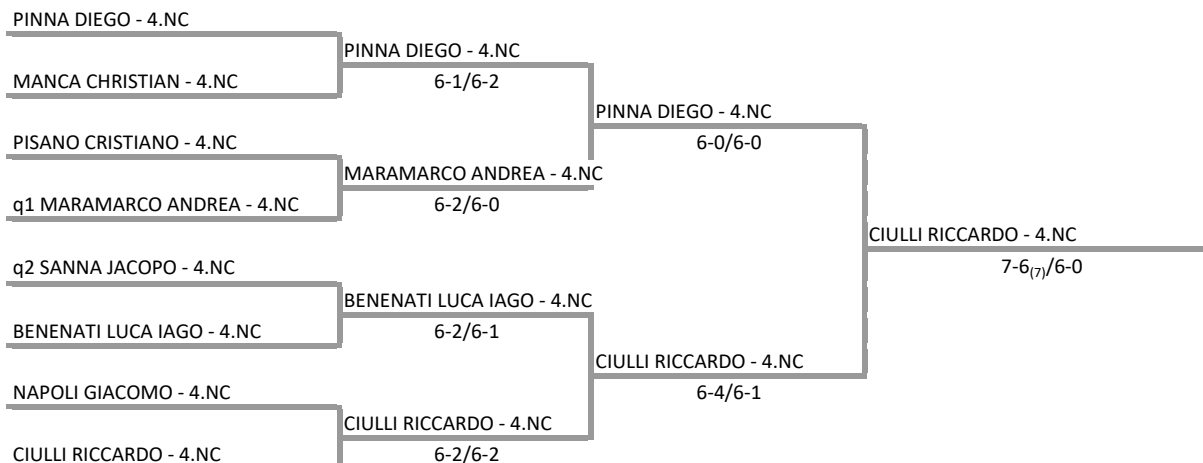 PINNA DIEGO - 4.NC
PINNA DIEGO - 4.NC
MANCA CHRISTIAN - 4.NC
6-1/6-2
PINNA DIEGO - 4.NC
PISANO CRISTIANO - 4.NC
6-0/6-0
MARAMARCO ANDREA - 4.NC
q1 MARAMARCO ANDREA - 4.NC
6-2/6-0
CIULLI RICCARDO - 4.NC
q2 SANNA JACOPO - 4.NC
7-6(7)/6-0
BENENATI LUCA IAGO - 4.NC
BENENATI LUCA IAGO - 4.NC
6-2/6-1
CIULLI RICCARDO - 4.NC
NAPOLI GIACOMO - 4.NC
6-4/6-1
CIULLI RICCARDO - 4.NC
CIULLI RICCARDO - 4.NC
6-2/6-2